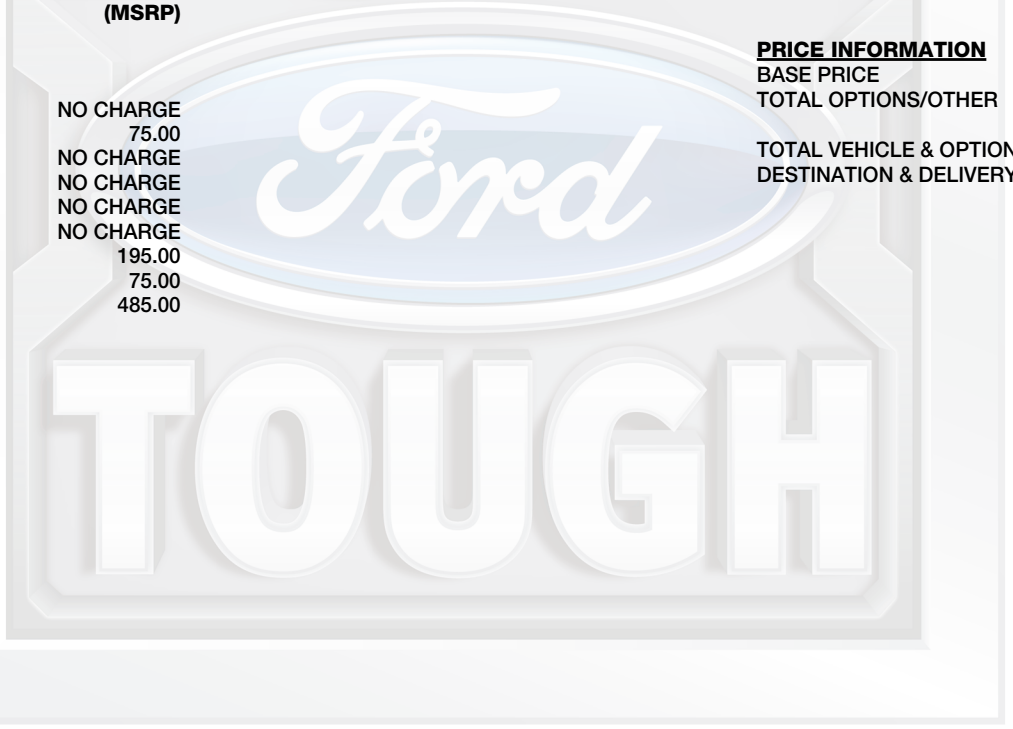 (MSRP)
NO CHARGE
75.00
NO CHARGE
NO CHARGE
NO CHARGE
NO CHARGE
195.00
75.00
485.00
PRICE INFORMATION
BASE PRICE
TOTAL OPTIONS/OTHER
TOTAL VEHICLE & OPTION
DESTINATION & DELIVERY
Ford
TOUGH